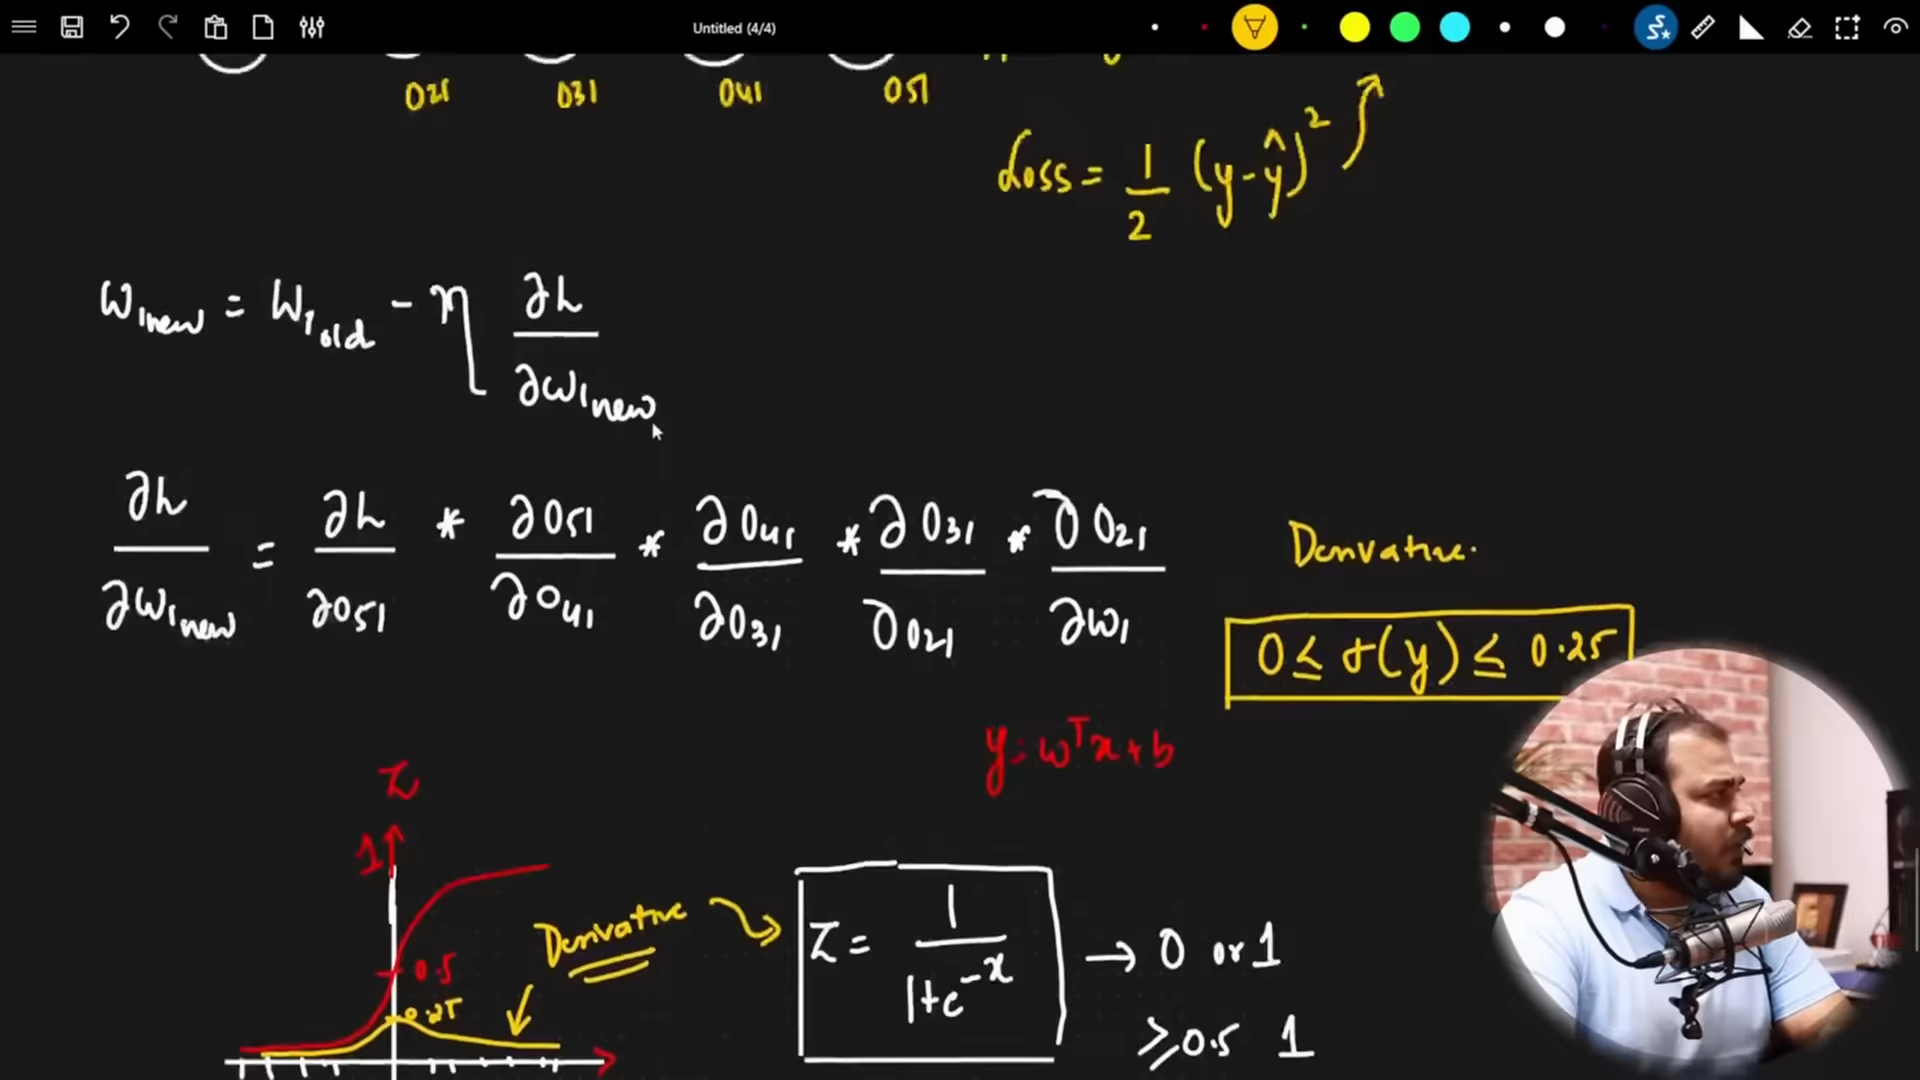 Untitled (4/4)
O21 O31 O41 O51
Loss = 1/2 (y-ŷ)²
W1new = W1old - η ∂L/∂w1new
∂L/∂w1new = ∂L/∂O51 * ∂O51/∂O41 * ∂O41/∂O31 * ∂O31/∂O21 * ∂O21/∂w1
Derivative.
0 ≤ σ(y) ≤ 0.25
y = wᵀx + b
Z
1
Derivative
0.5
0.25
Z = 1/(1+e^-x) → 0 or 1
≥0.5 1